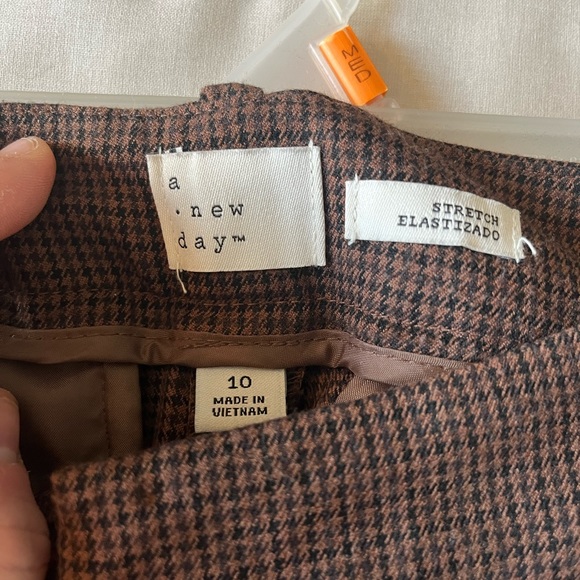 MED
a
· new
day™
STRETCH
ELASTIZADO
10
MADE IN
VIETNAM